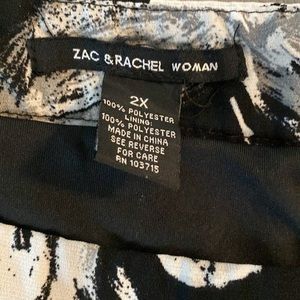 ZAC & RACHEL WOMAN
2X
100% POLYESTER
LINING:
100% POLYESTER
MADE IN CHINA
SEE REVERSE
FOR CARE
RN 103715